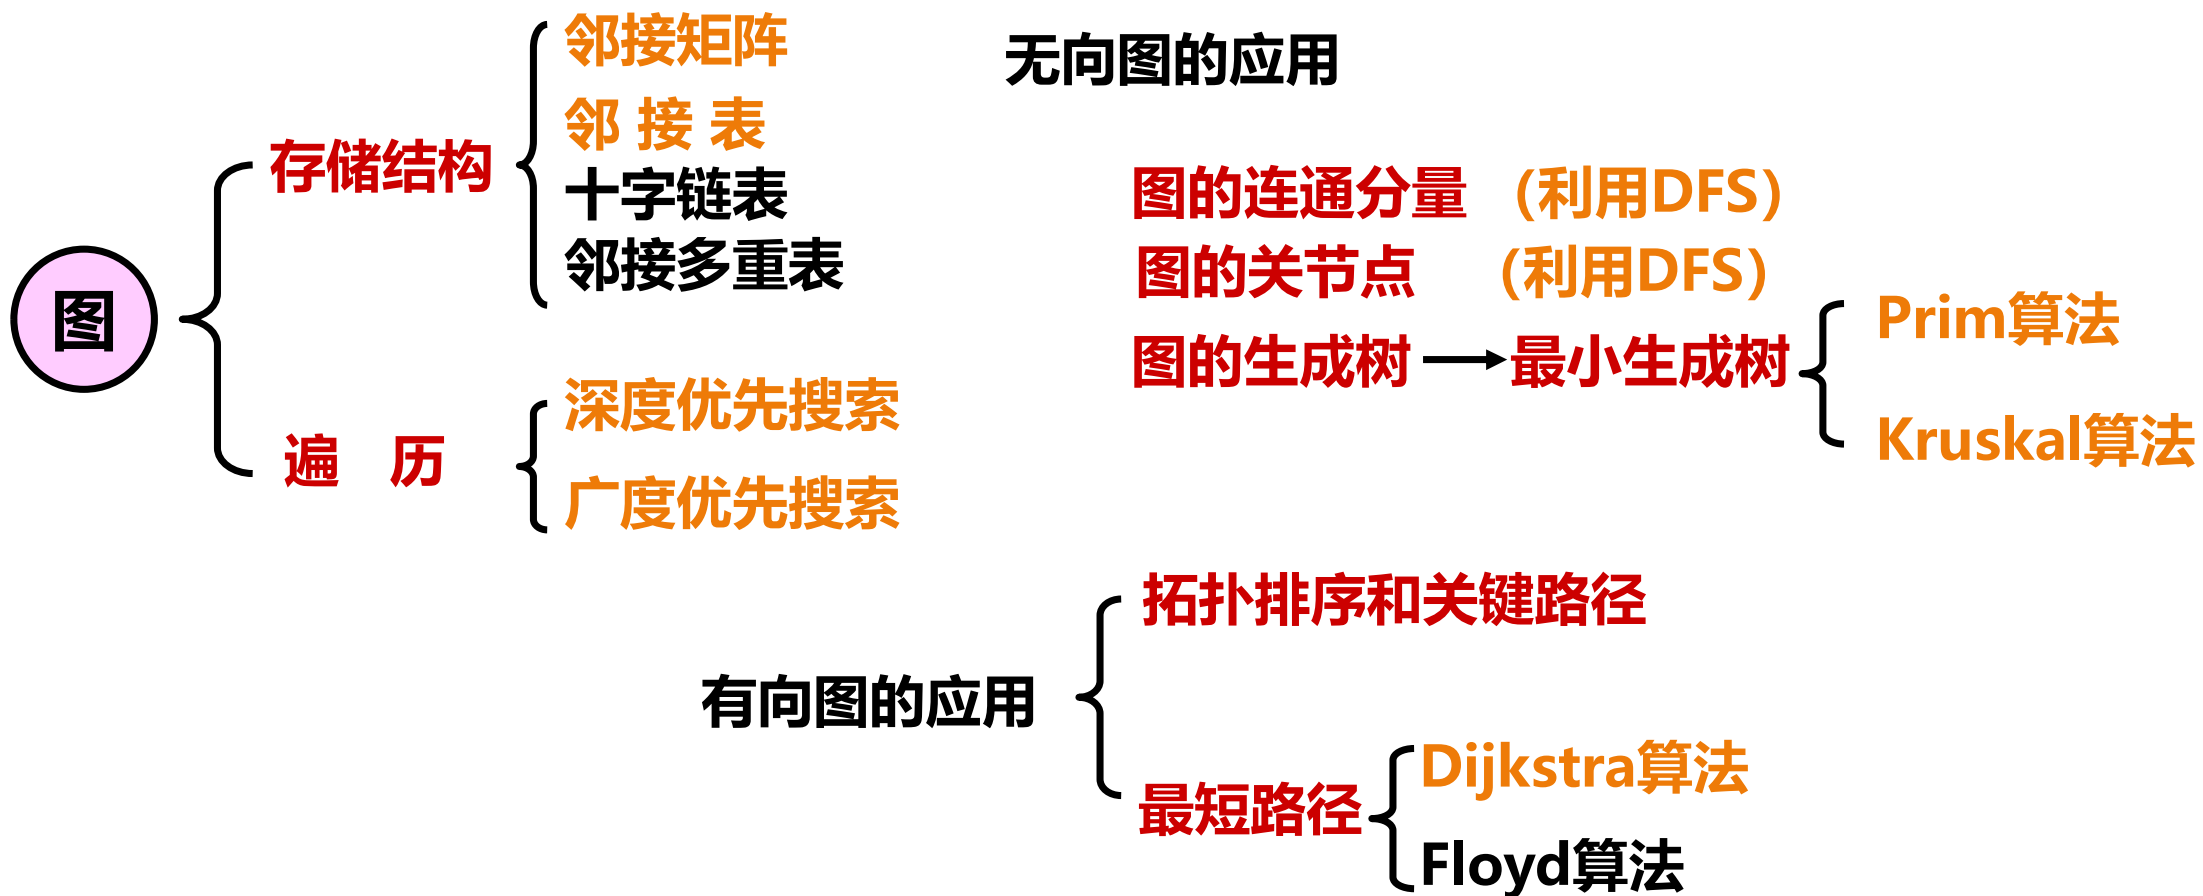 图
存储结构
邻接矩阵
邻 接 表
十字链表
邻接多重表
遍 历
深度优先搜索
广度优先搜索
无向图的应用
图的连通分量 （利用DFS）
图的关节点 （利用DFS）
图的生成树 最小生成树
Prim算法
Kruskal算法
有向图的应用
拓扑排序和关键路径
最短路径
Dijkstra算法
Floyd算法